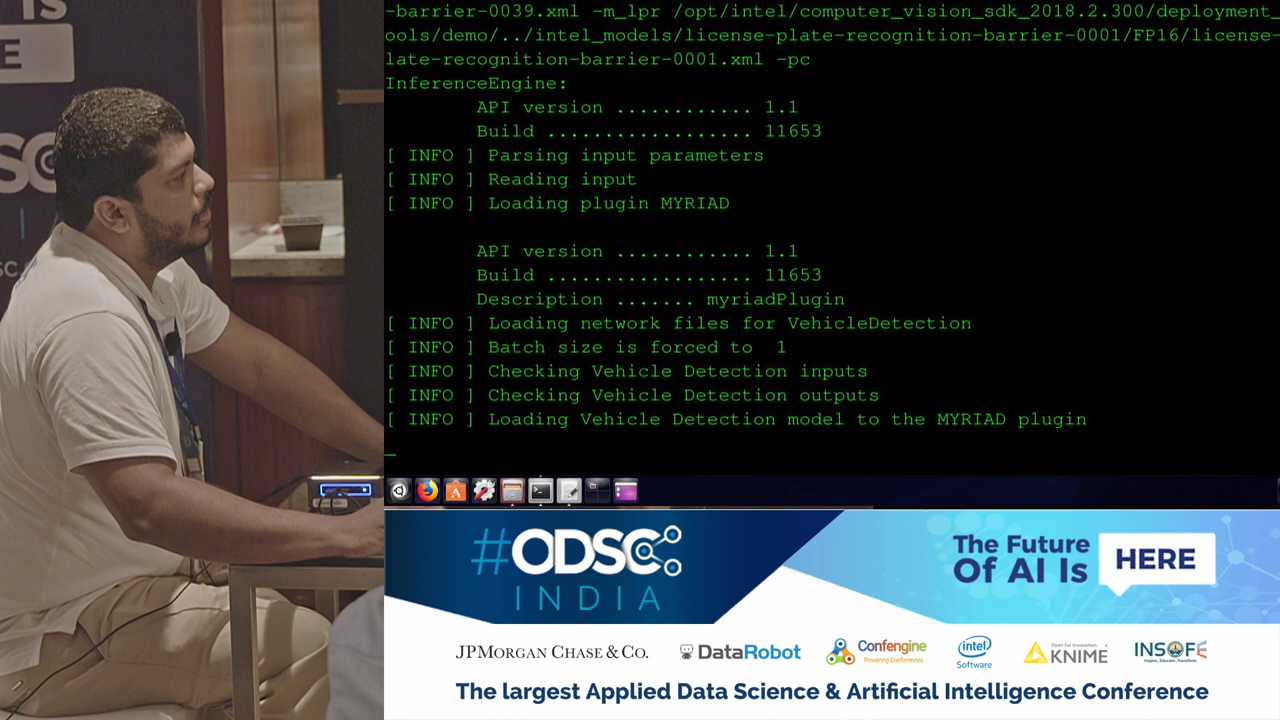 -barrier-0039.xml -m_lpr /opt/intel/computer_vision_sdk_2018.2.300/deployment_
ools/demo/../intel_models/license-plate-recognition-barrier-0001/FP16/license-
late-recognition-barrier-0001.xml -pc
InferenceEngine:
API version ............ 1.1
Build .................. 11653
[ INFO ] Parsing input parameters
[ INFO ] Reading input
[ INFO ] Loading plugin MYRIAD
API version ............ 1.1
Build .................. 11653
Description ....... myriadPlugin
[ INFO ] Loading network files for VehicleDetection
[ INFO ] Batch size is forced to  1
[ INFO ] Checking Vehicle Detection inputs
[ INFO ] Checking Vehicle Detection outputs
[ INFO ] Loading Vehicle Detection model to the MYRIAD plugin
IS
E
SC
#ODSC
INDIA
The Future
Of AI Is
HERE
JPMORGAN CHASE & CO.
DataRobot
Confengine
Powering Conferences
intel
Software
Open for Innovation
KNIME
INSOFE
Inspire...Educate...Transform.
The largest Applied Data Science & Artificial Intelligence Conference